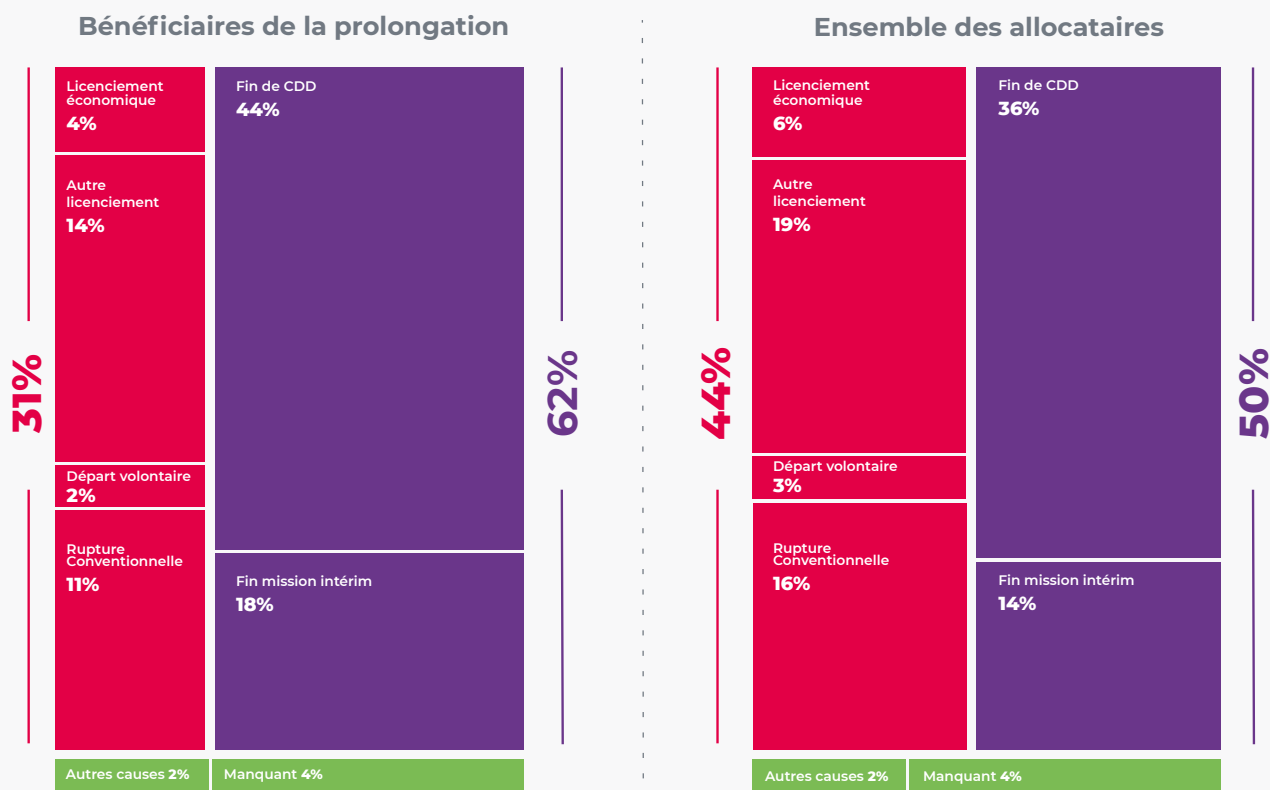 Bénéficiaires de la prolongation
Licenciement
économique
4%
Autre
licenciement
14%
Départ volontaire
2%
Rupture
Conventionnelle
11%
31%
Fin de CDD
44%
Fin mission intérim
18%
62%
Autres causes 2%
Manquant 4%
Ensemble des allocataires
Licenciement
économique
6%
Autre
licenciement
19%
Départ volontaire
3%
Rupture
Conventionnelle
16%
44%
Fin de CDD
36%
Fin mission intérim
14%
50%
Autres causes 2%
Manquant 4%